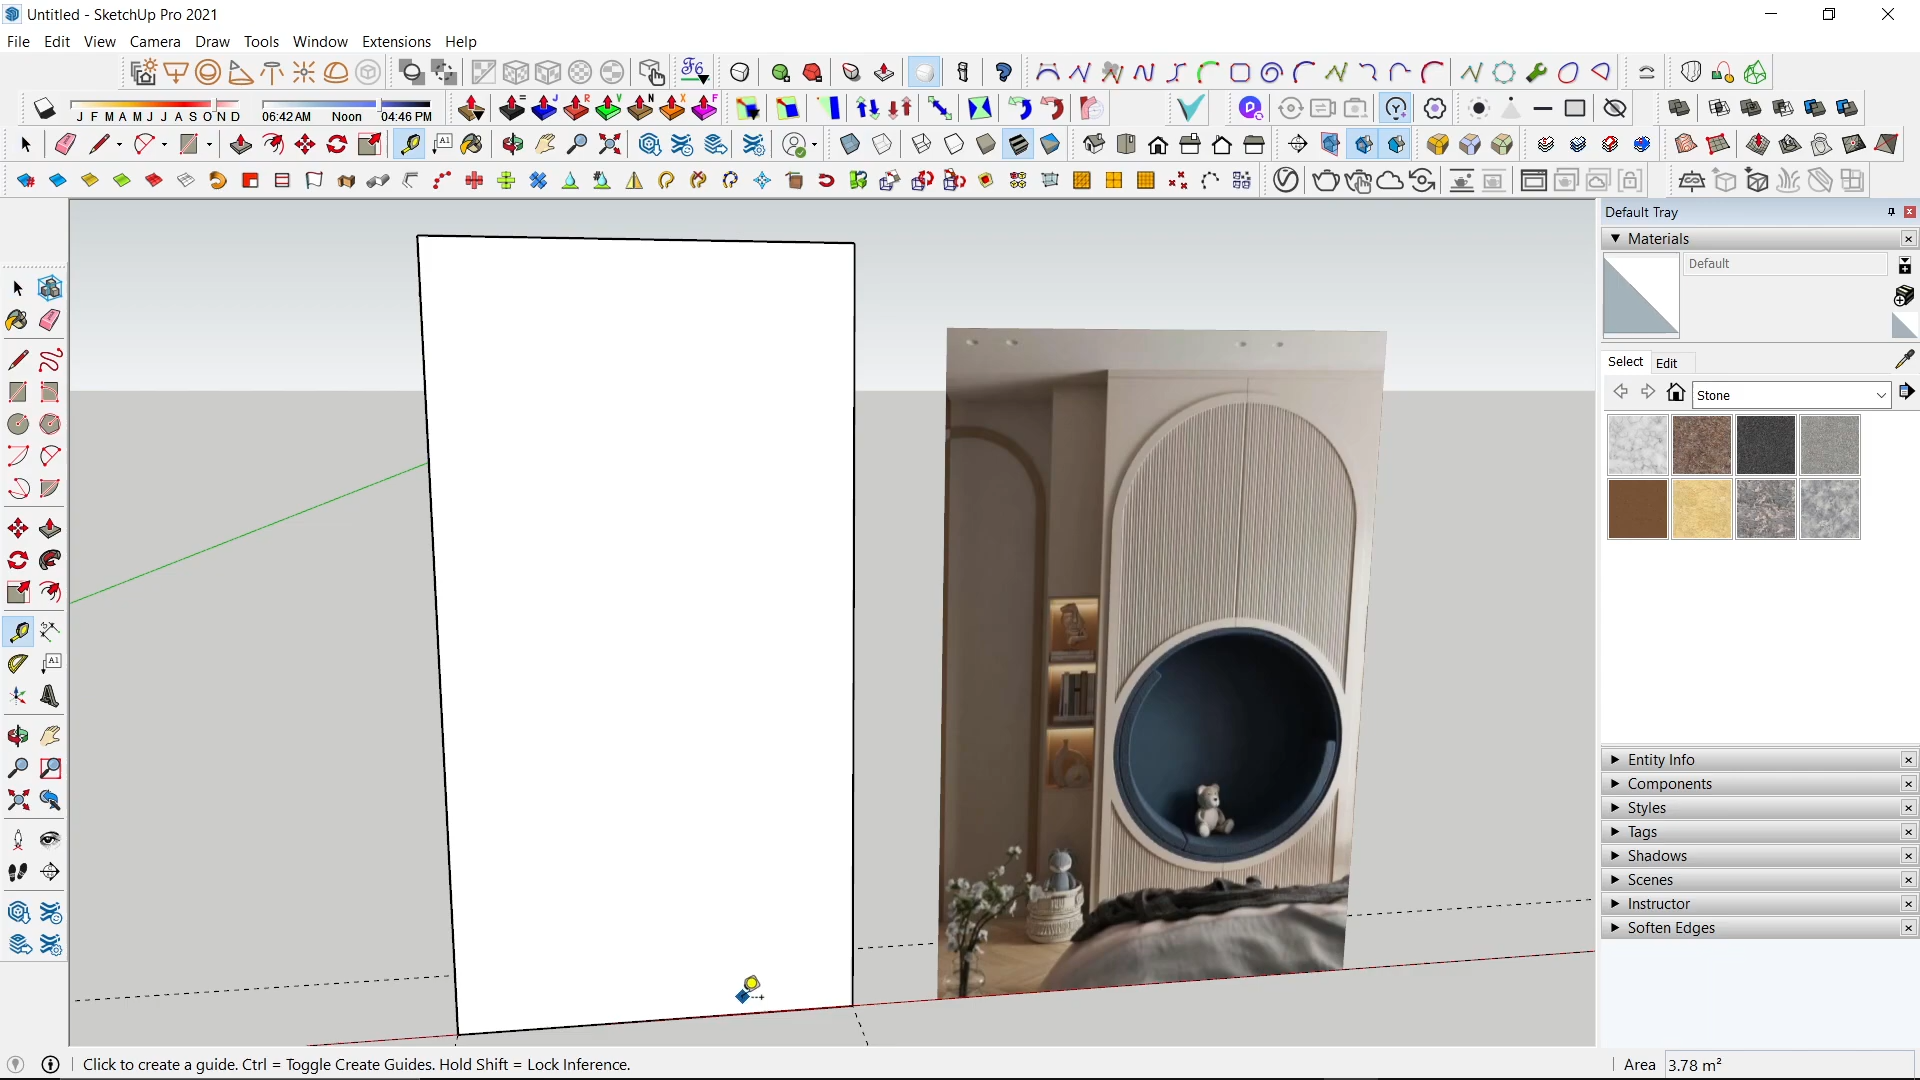 Untitled - SketchUp Pro 2021
File Edit View Camera Draw Tools Window Extensions Help
J F M A M J J A S O N D 06:42 AM Noon 04:46 PM
Default Tray
Materials
Default
Select Edit
Stone
Entity Info
Components
Styles
Tags
Shadows
Scenes
Instructor
Soften Edges
Click to create a guide. Ctrl = Toggle Create Guides. Hold Shift = Lock Inference.
Area 3.78 m²